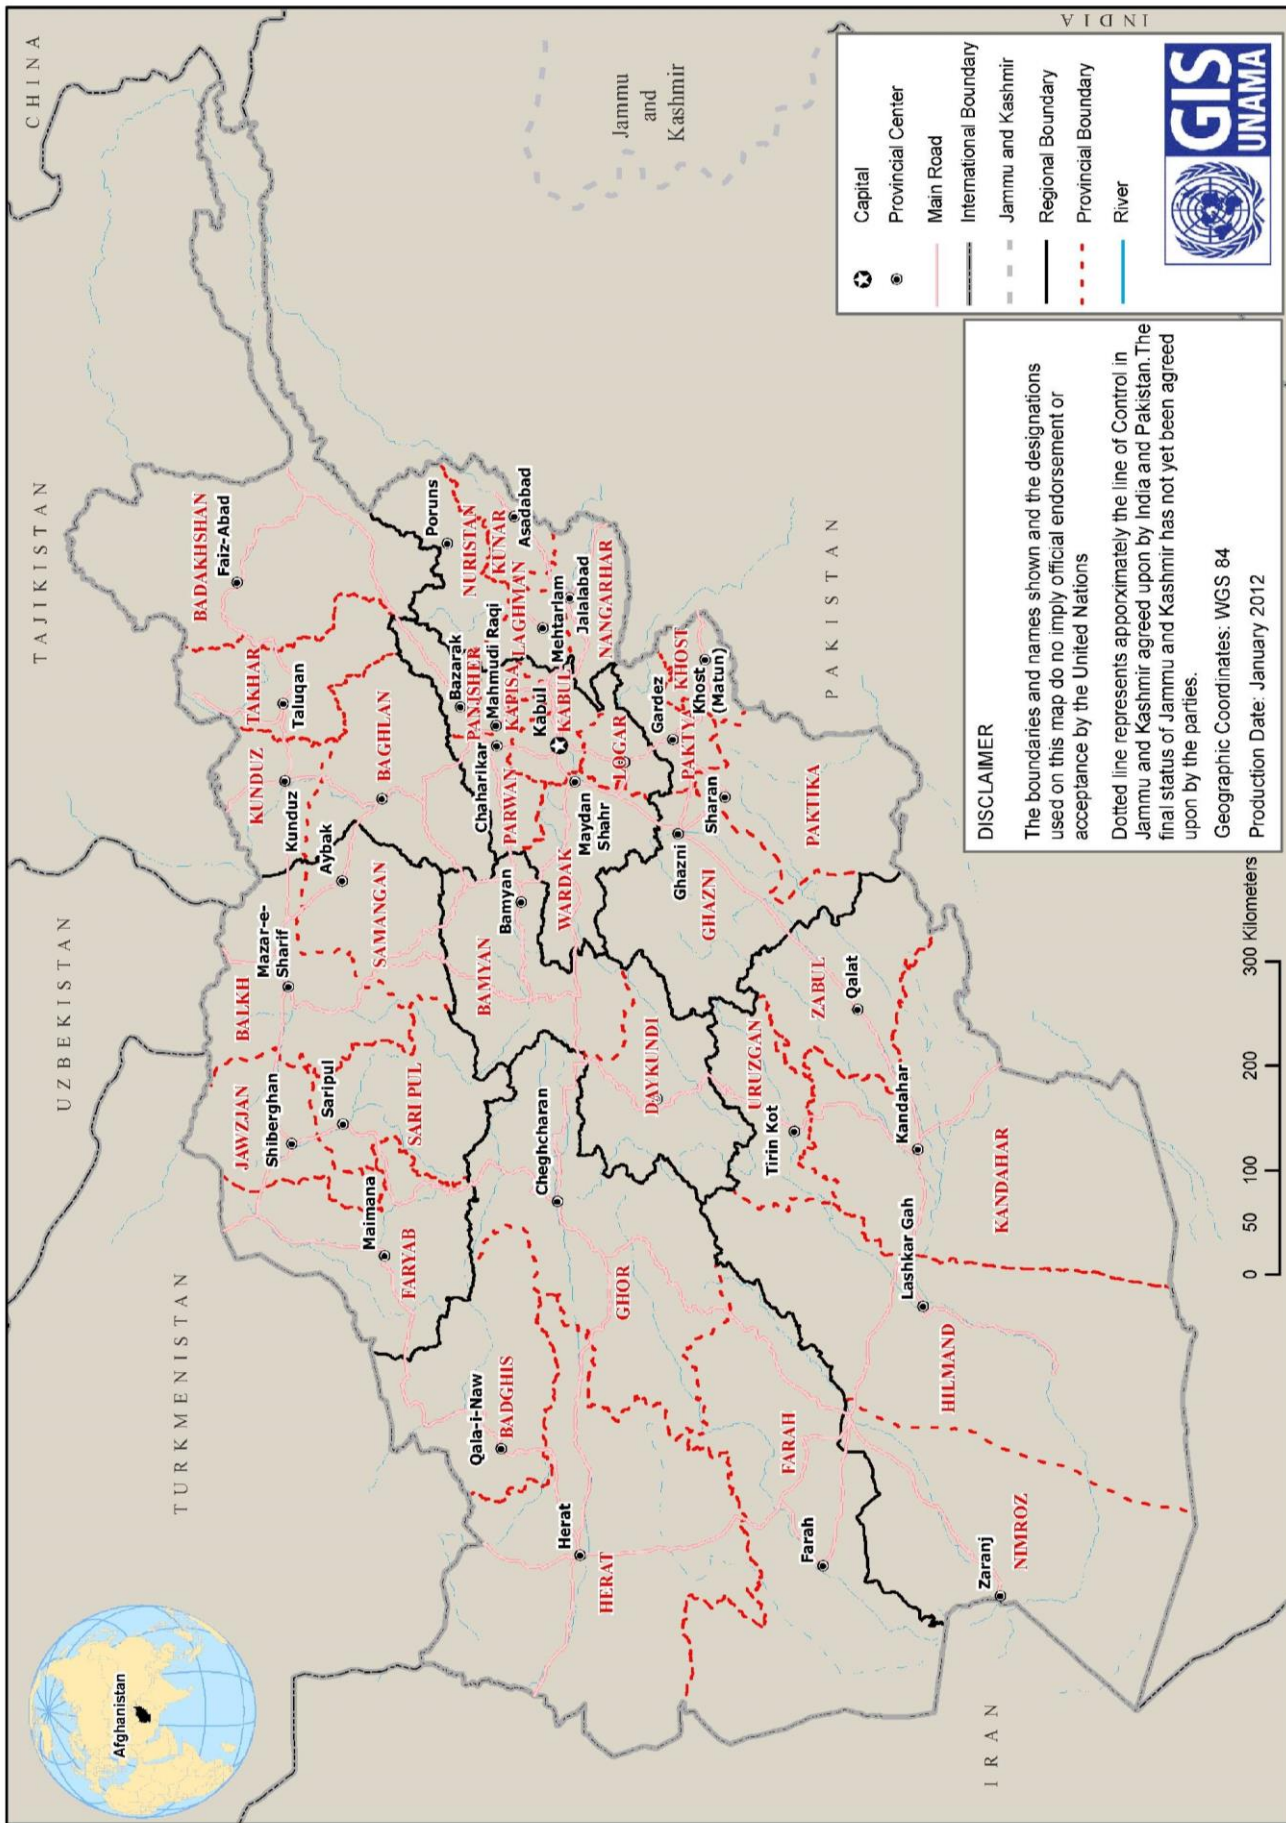 CHINA
TAJIKISTAN
UZBEKISTAN
TURKMENISTAN
IRAN
PAKISTAN
INDIA
Jammu
and
Kashmir
Afghanistan
BADAKHSHAN
Faiz-Abad
TAKHAR
Taluqan
KUNDUZ
Kunduz
BAGHLAN
Aybak
SAMANGAN
BALKH
Mazar-e-
Sharif
JAWZJAN
Shiberghan
Saripul
SARI PUL
Maimana
FARYAB
Qala-i-Naw
BADGHIS
Herat
HERAT
Cheghcharan
GHOR
Farah
FARAH
Zaranj
NIMROZ
Lashkar Gah
HILMAND
Kandahar
KANDAHAR
Tirin Kot
URUZGAN
DAYKUNDI
Qalat
ZABUL
Bamyan
BAMYAN
WARDAK
Maydan
Shahr
Ghazni
GHAZNI
Sharan
PAKTIKA
Gardez
PAKTYA
KHOST
Khost
(Matun)
LOGAR
Kabul
KABUL
Chaharikar
PARWAN
Bazarak
PANJSHER
Mahmudi Raqi
KAPISA
LAGHMAN
Mehtarlam
Jalalabad
NANGARHAR
Poruns
NURISTAN
KUNAR
Asadabad
Capital
Provincial Center
Main Road
International Boundary
Jammu and Kashmir
Regional Boundary
Provincial Boundary
River
GIS
UNAMA
DISCLAIMER
The boundaries and names shown and the designations
used on this map do no imply official endorsement or
acceptance by the United Nations
Dotted line represents apporximately the line of Control in
Jammu and Kashmir agreed upon by India and Pakistan.The
final status of Jammu and Kashmir has not yet been agreed
upon by the parties.
Geographic Coordinates: WGS 84
Production Date: January 2012
0 50 100 200 300 Kilometers